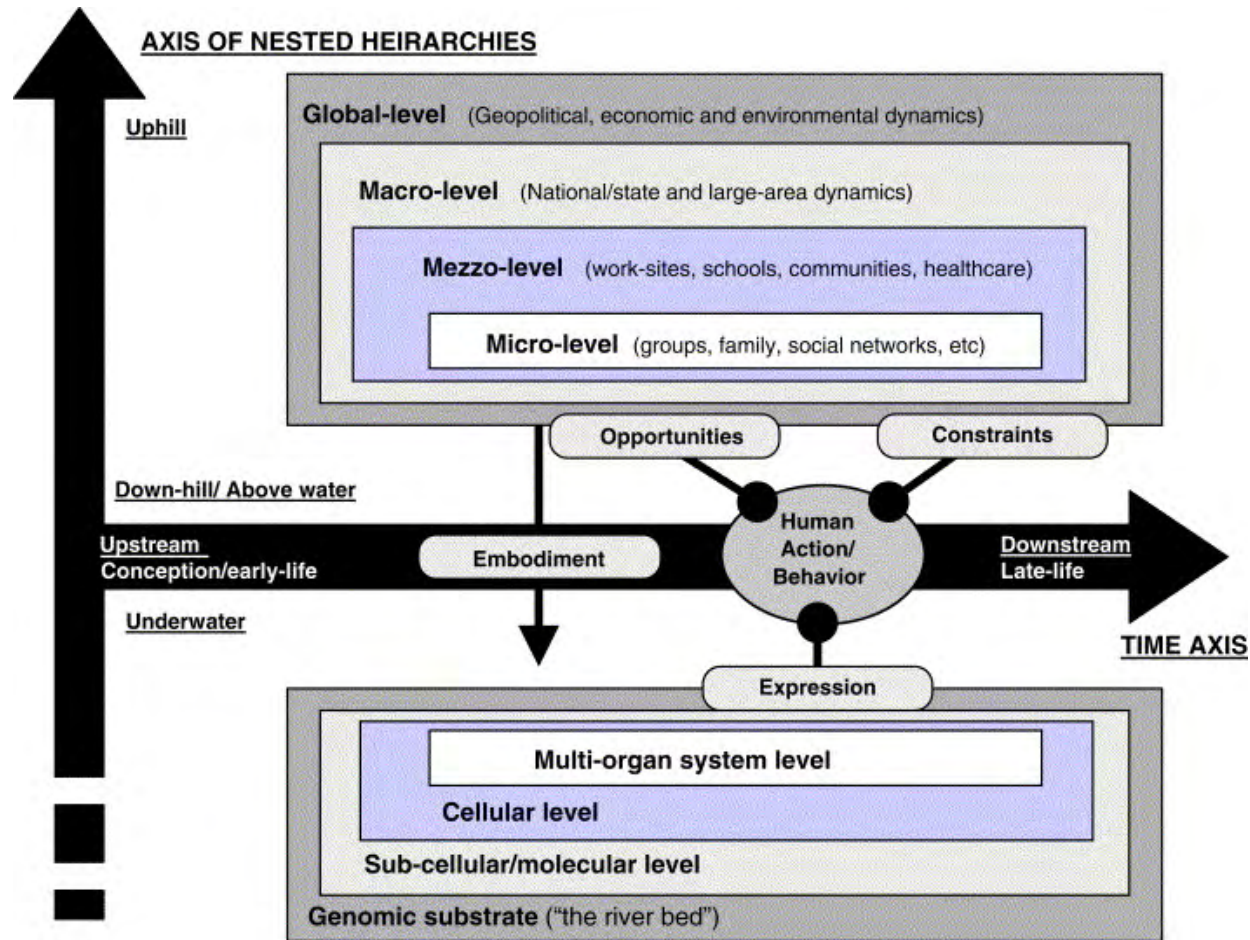 AXIS OF NESTED HEIRARCHIES
Uphill
Global-level (Geopolitical, economic and environmental dynamics)
Macro-level (National/state and large-area dynamics)
Mezzo-level (work-sites, schools, communities, healthcare)
Micro-level (groups, family, social networks, etc)
Opportunities
Constraints
Down-hill/ Above water
Upstream
Conception/early-life
Embodiment
Human
Action/
Behavior
Downstream
Late-life
Underwater
TIME AXIS
Expression
Multi-organ system level
Cellular level
Sub-cellular/molecular level
Genomic substrate ("the river bed")